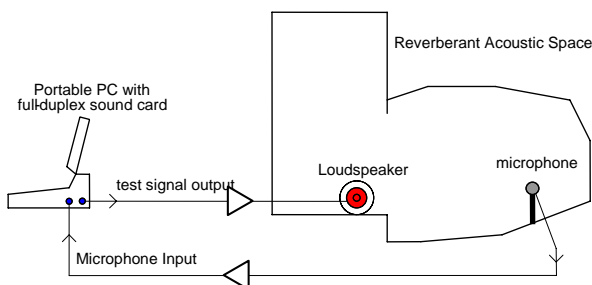 Reverberant Acoustic Space
Portable PC with
full-duplex sound card
Loudspeaker
microphone
test signal output
Microphone Input